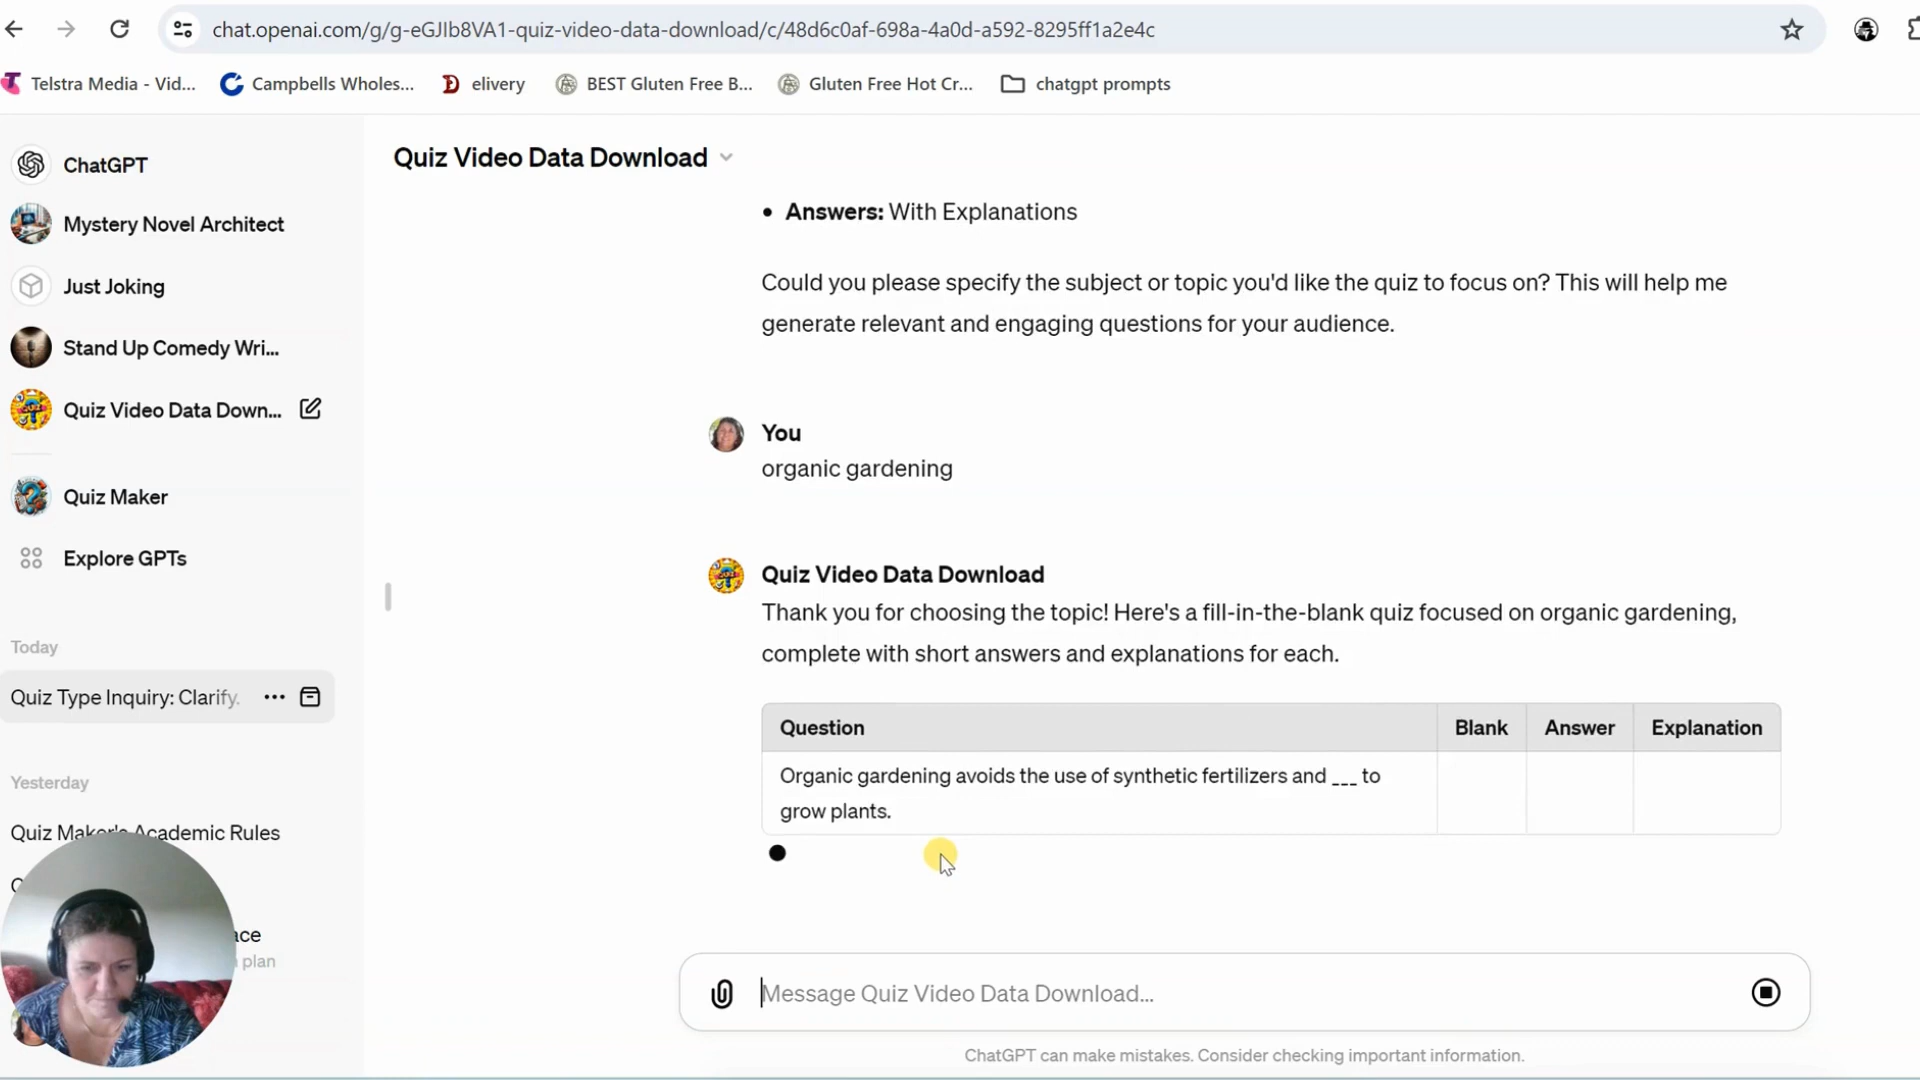 chat.openai.com/g/g-eGJIb8VA1-quiz-video-data-download/c/48d6c0af-698a-4a0d-a592-8295ff1a2e4c
Telstra Media - Vid...
Campbells Wholes...
elivery
BEST Gluten Free B...
Gluten Free Hot Cr...
chatgpt prompts
ChatGPT
Mystery Novel Architect
Just Joking
Stand Up Comedy Wri...
Quiz Video Data Down...
Quiz Maker
Explore GPTs
Today
Quiz Type Inquiry: Clarify.
Yesterday
Quiz Maker's Academic Rules
plan
Quiz Video Data Download
• Answers: With Explanations
Could you please specify the subject or topic you'd like the quiz to focus on? This will help me
generate relevant and engaging questions for your audience.
You
organic gardening
Quiz Video Data Download
Thank you for choosing the topic! Here's a fill-in-the-blank quiz focused on organic gardening,
complete with short answers and explanations for each.
Question Blank Answer Explanation
Organic gardening avoids the use of synthetic fertilizers and ___ to
grow plants.
Message Quiz Video Data Download...
ChatGPT can make mistakes. Consider checking important information.